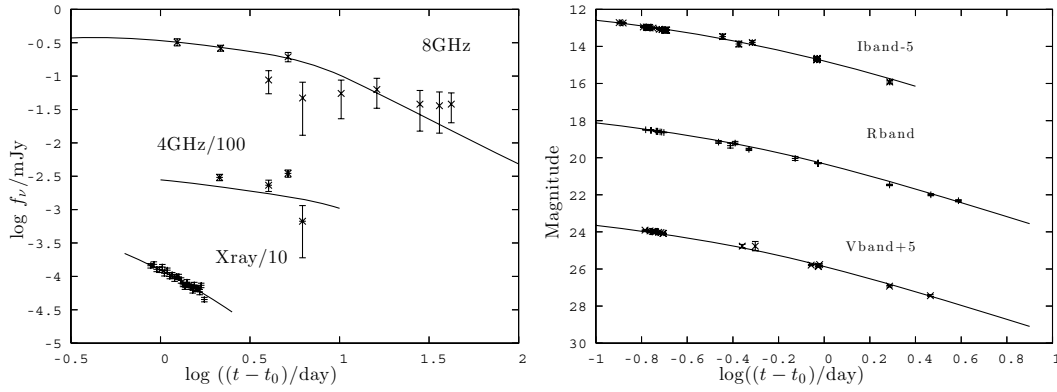 0
-0.5
-1
-1.5
-2
-2.5
-3
-3.5
-4
-4.5
-5
log f_ν/mJy
8GHz
4GHz/100
Xray/10
-0.5 0 0.5 1 1.5 2
log ((t − t_0)/day)
12
14
16
18
20
22
24
26
28
30
Magnitude
Iband-5
Rband
Vband+5
-1 -0.8 -0.6 -0.4 -0.2 0 0.2 0.4 0.6 0.8 1
log((t − t_0)/day)